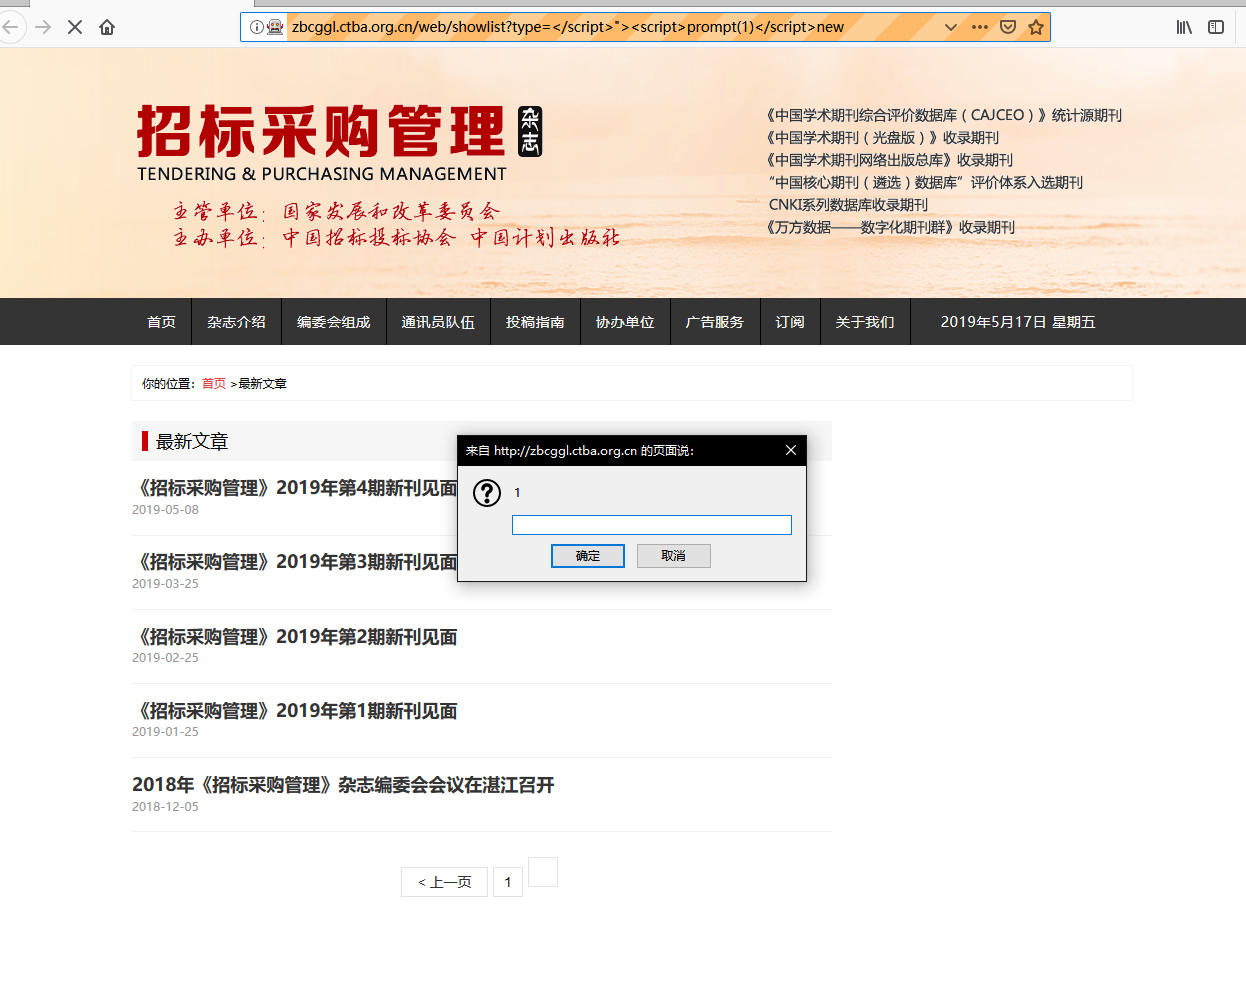 zbcggl.ctba.org.cn/web/showlist?type=</script>"><script>prompt(1)</script>new
招标采购管理 杂志
TENDERING & PURCHASING MANAGEMENT
主管单位：国家发展和改革委员会
主办单位：中国招标投标协会 中国计划出版社
《中国学术期刊综合评价数据库（CAJCEO）》统计源期刊
《中国学术期刊（光盘版）》收录期刊
《中国学术期刊网络出版总库》收录期刊
“中国核心期刊（遴选）数据库”评价体系入选期刊
CNKI系列数据库收录期刊
《万方数据——数字化期刊群》收录期刊
首页 杂志介绍 编委会组成 通讯员队伍 投稿指南 协办单位 广告服务 订阅 关于我们 2019年5月17日 星期五
你的位置：首页 >最新文章
最新文章
来自 http://zbcggl.ctba.org.cn 的页面说：
1
确定 取消
《招标采购管理》2019年第4期新刊见面
2019-05-08
《招标采购管理》2019年第3期新刊见面
2019-03-25
《招标采购管理》2019年第2期新刊见面
2019-02-25
《招标采购管理》2019年第1期新刊见面
2019-01-25
2018年《招标采购管理》杂志编委会会议在湛江召开
2018-12-05
< 上一页 1